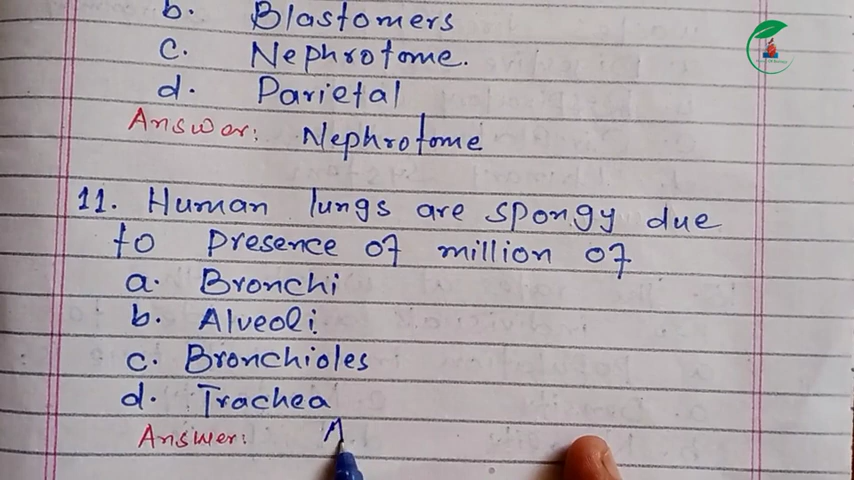 b. Blastomers
c. Nephrotome.
d. Parietal
Answer: Nephrotome
11. Human lungs are spongy due
to presence of million of
a. Bronchi
b. Alveoli
c. Bronchioles
d. Trachea
Answer: A